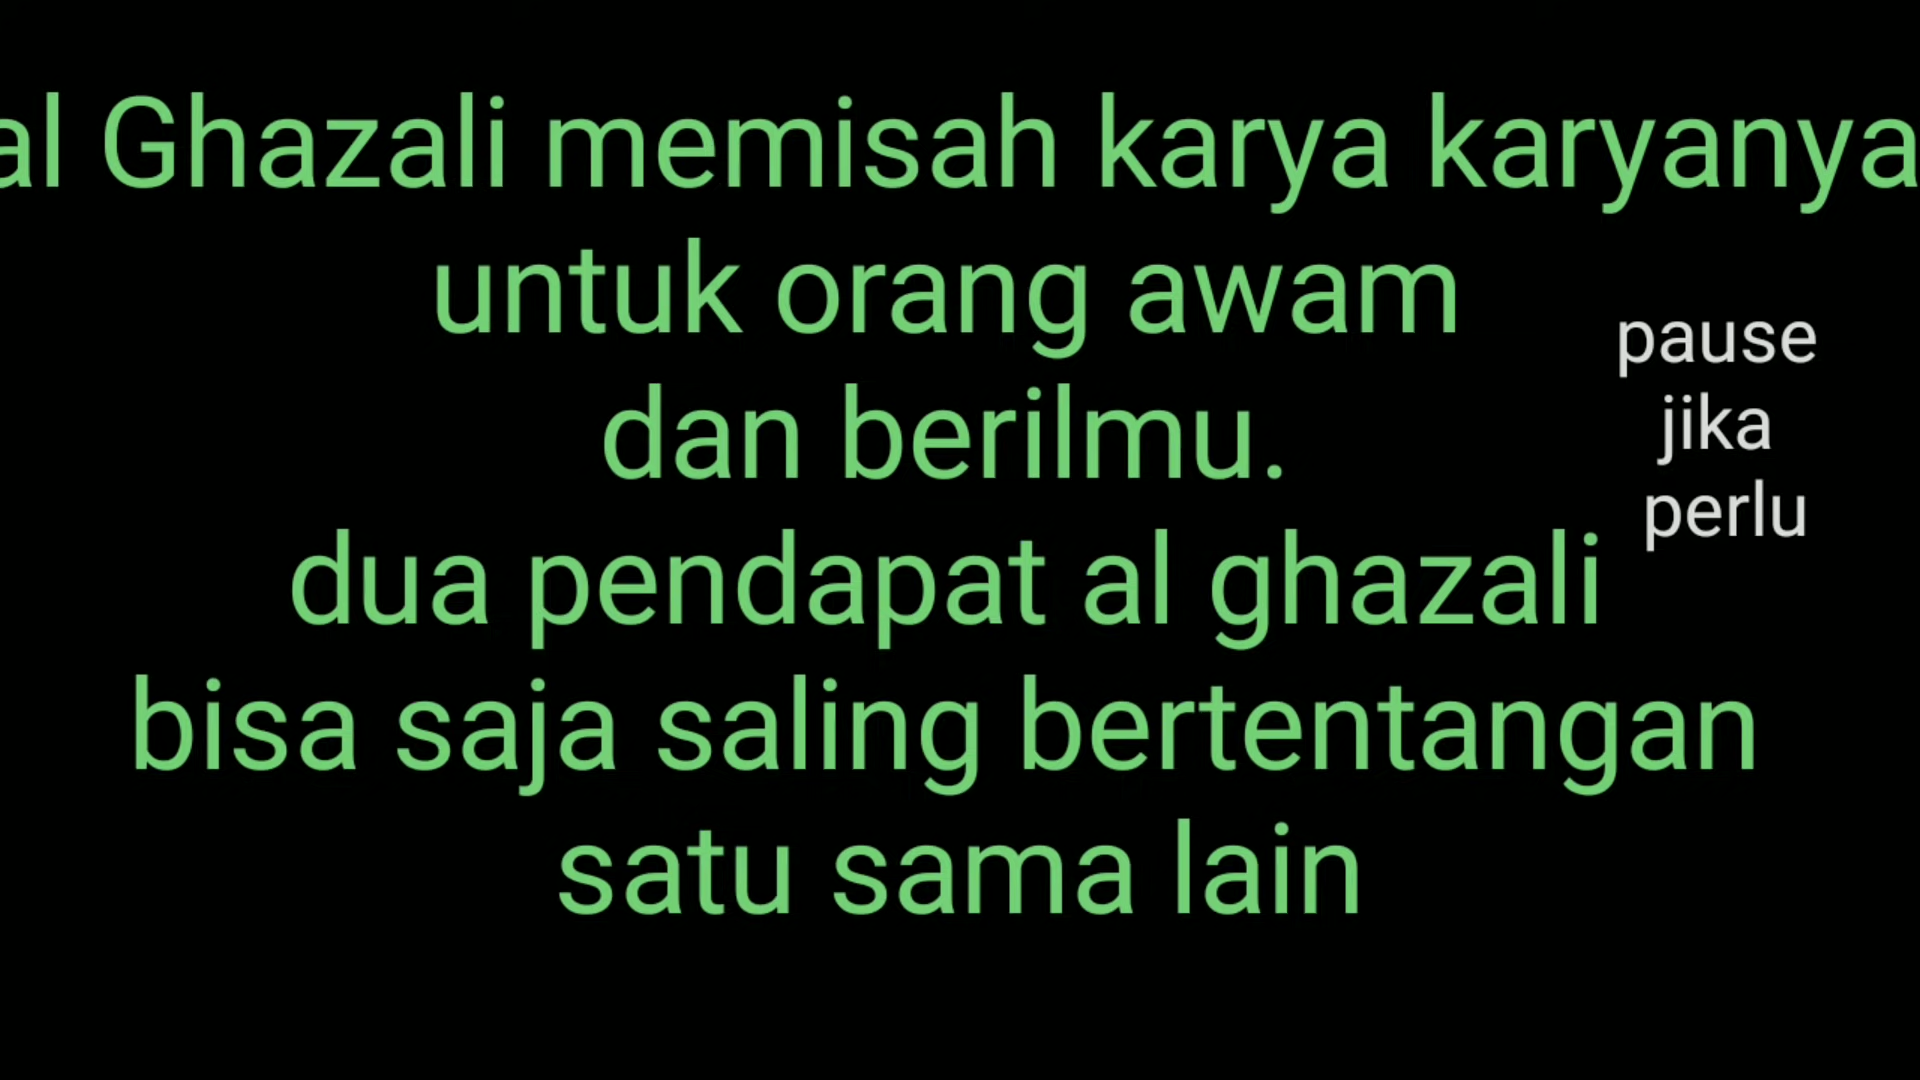 al Ghazali memisah karya karyanya
untuk orang awam
dan berilmu.
dua pendapat al ghazali
bisa saja saling bertentangan
satu sama lain
pause
jika
perlu